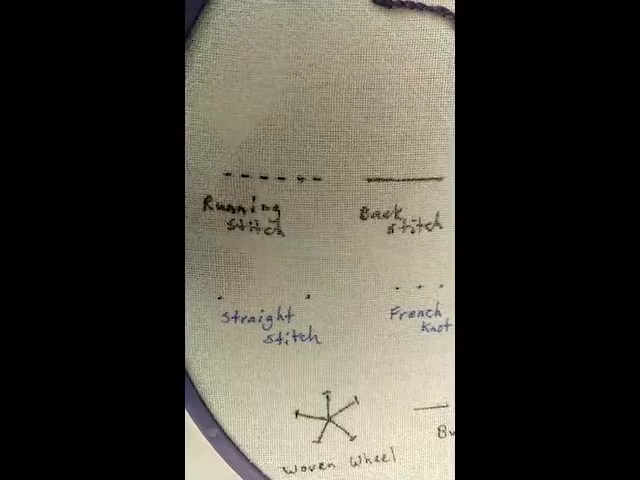 Running
stitch
Back
stitch
straight
stitch
French
Knot
Woven Wheel